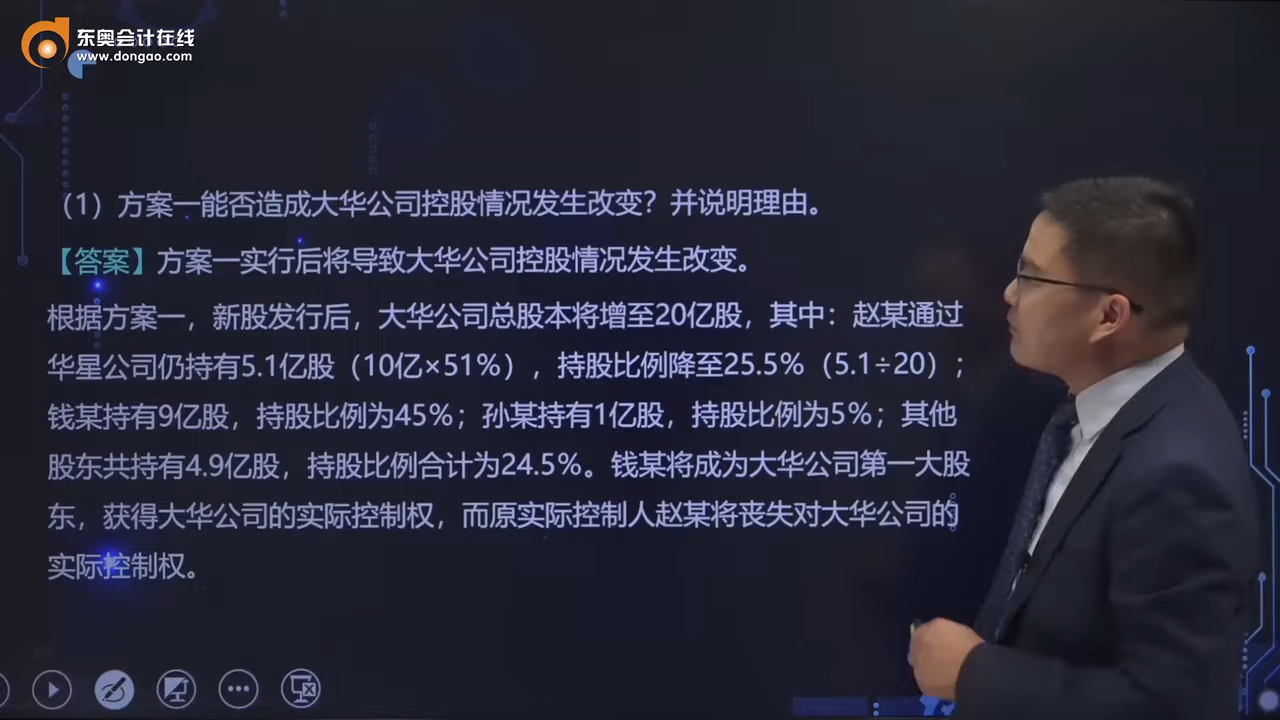 东奥会计在线
www.dongao.com
（1）方案一能否造成大华公司控股情况发生改变？并说明理由。
【答案】方案一实行后将导致大华公司控股情况发生改变。
根据方案一，新股发行后，大华公司总股本将增至20亿股，其中：赵某通过
华星公司仍持有5.1亿股（10亿×51%），持股比例降至25.5%（5.1÷20）；
钱某持有9亿股，持股比例为45%；孙某持有1亿股，持股比例为5%；其他
股东共持有4.9亿股，持股比例合计为24.5%。钱某将成为大华公司第一大股
东，获得大华公司的实际控制权，而原实际控制人赵某将丧失对大华公司的
实际控制权。